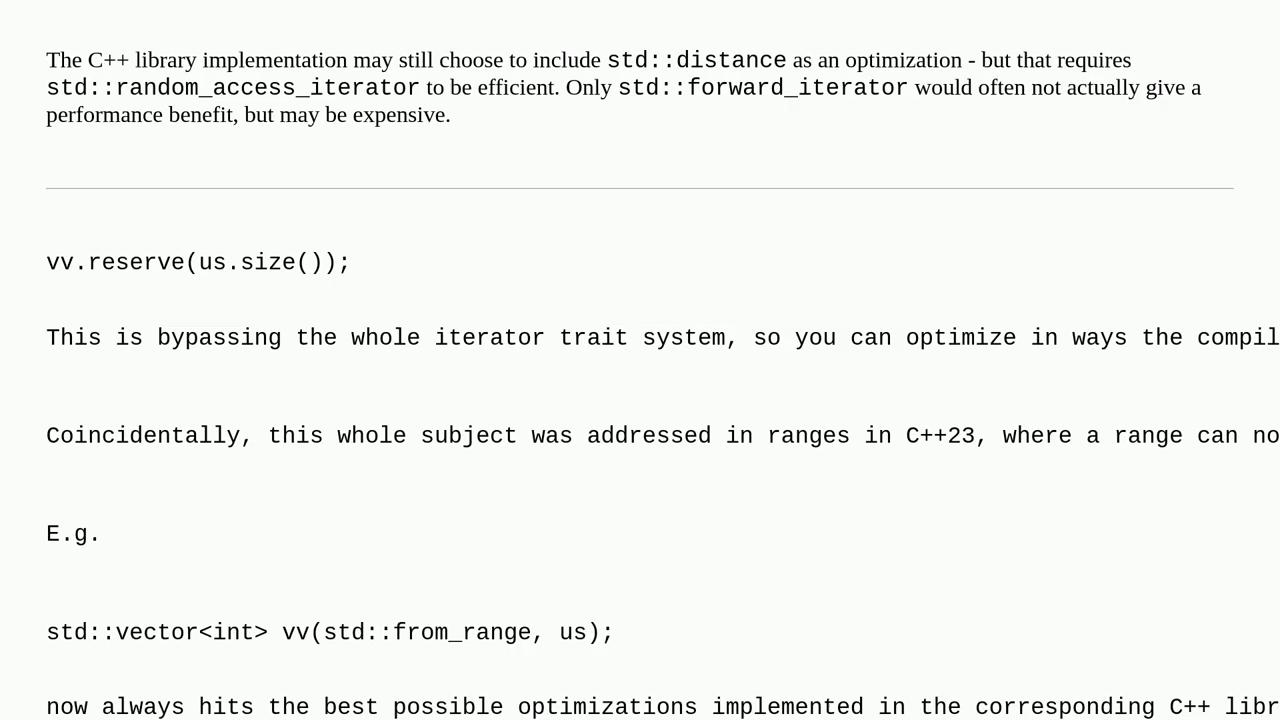 The C++ library implementation may still choose to include std::distance as an optimization - but that requires
std::random_access_iterator to be efficient. Only std::forward_iterator would often not actually give a
performance benefit, but may be expensive.
vv.reserve(us.size());
This is bypassing the whole iterator trait system, so you can optimize in ways the compil
Coincidentally, this whole subject was addressed in ranges in C++23, where a range can no
E.g.
std::vector<int> vv(std::from_range, us);
now always hits the best possible optimizations implemented in the corresponding C++ libr